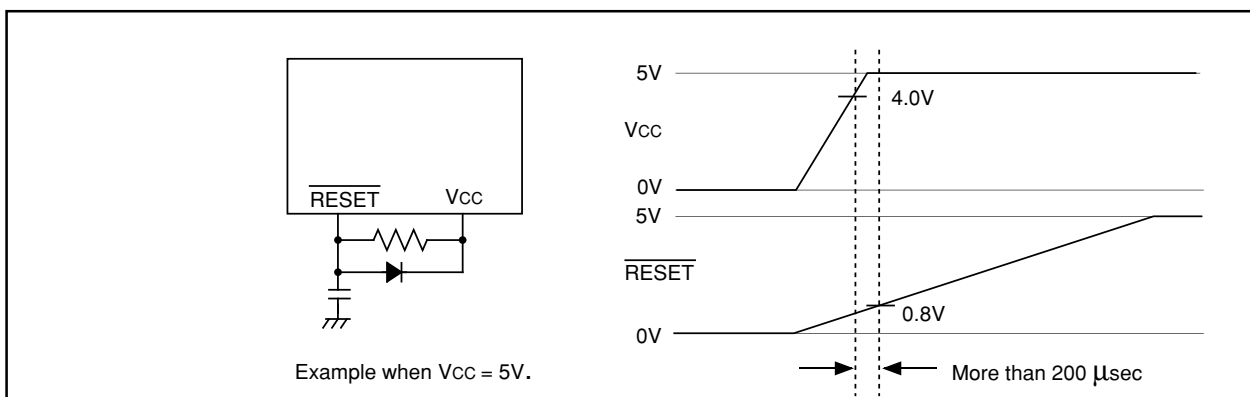 RESET VCC
Example when VCC = 5V.
5V
4.0V
VCC
0V
5V
RESET
0.8V
0V
More than 200 μsec